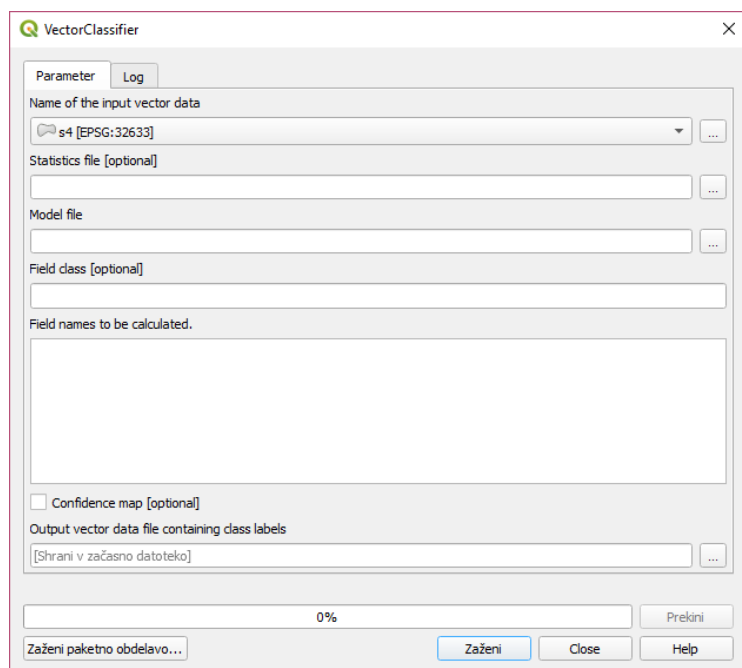 VectorClassifier
Parameter
Log
Name of the input vector data
s4 [EPSG:32633]
...
Statistics file [optional]
...
Model file
...
Field class [optional]
Field names to be calculated.
Confidence map [optional]
Output vector data file containing class labels
[Shrani v začasno datoteko]
...
0%
Prekini
Zaženi paketno obdelavo...
Zaženi
Close
Help